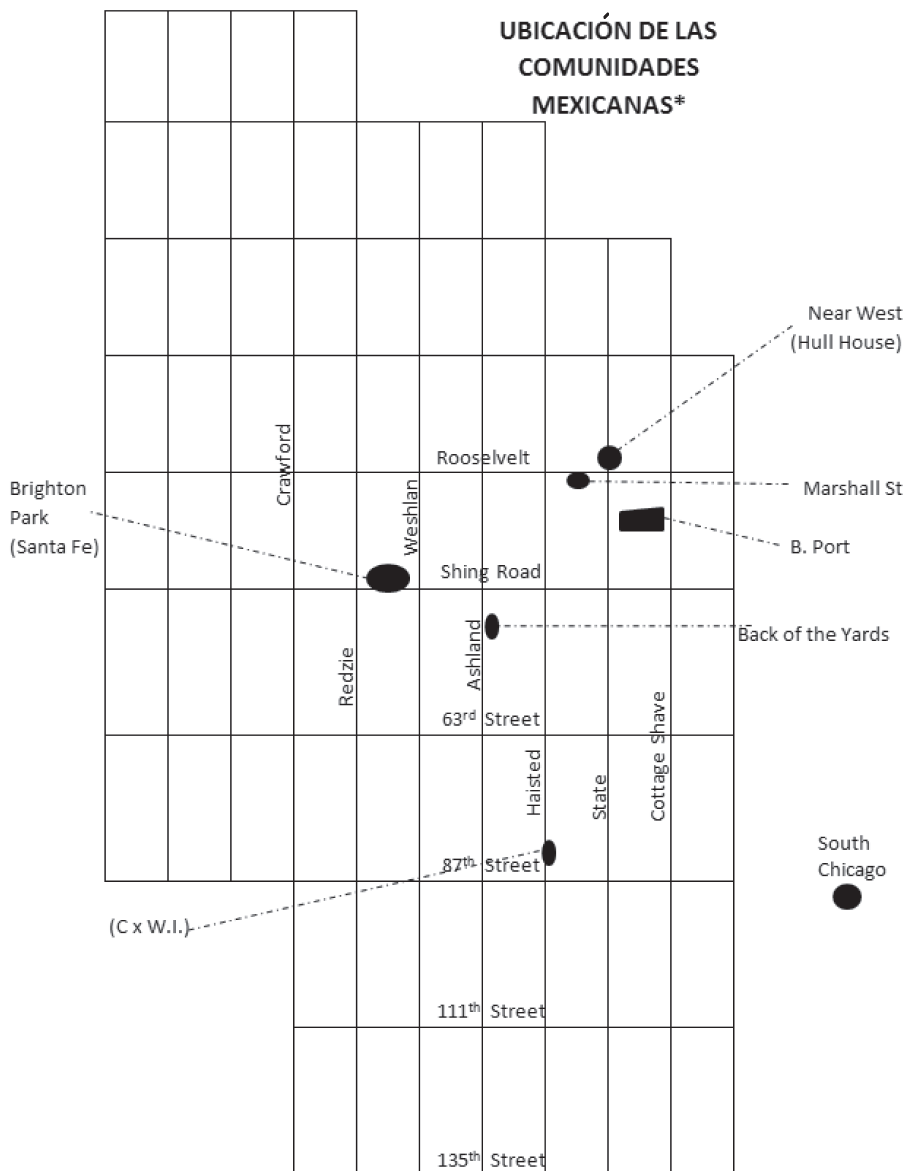 UBICACIÓN DE LAS
COMUNIDADES
MEXICANAS*
Near West
(Hull House)
Crawford
Rooselvelt
Brighton
Park
(Santa Fe)
Weshlan
Marshall St
B. Port
Shing Road
Back of the Yards
Redzie
Ashland
63rd Street
Haisted
State
Cottage Shave
87th Street
South
Chicago
(C x W.I.)
111th Street
135th Street